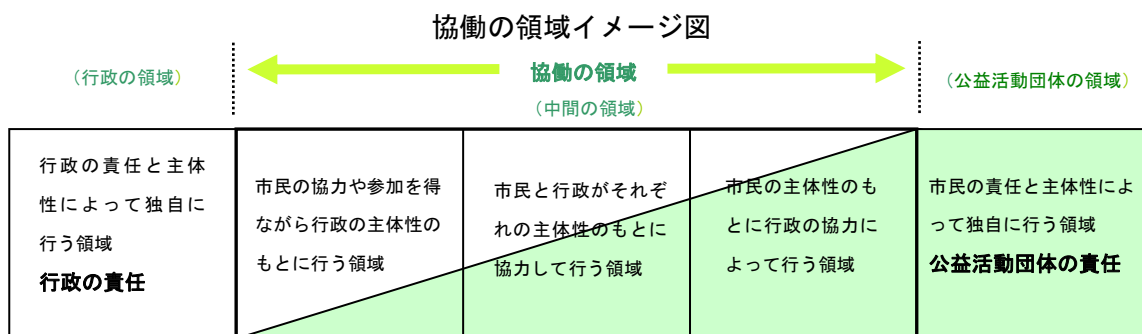 協働の領域イメージ図
（行政の領域）
協働の領域
（中間の領域）
（公益活動団体の領域）
行政の責任と主体
性によって独自に
行う領域
行政の責任
市民の協力や参加を得
ながら行政の主体性の
もとに行う領域
市民と行政がそれぞ
れの主体性のもとに
協力して行う領域
市民の主体性のも
とに行政の協力に
よって行う領域
市民の責任と主体性によ
って独自に行う領域
公益活動団体の責任